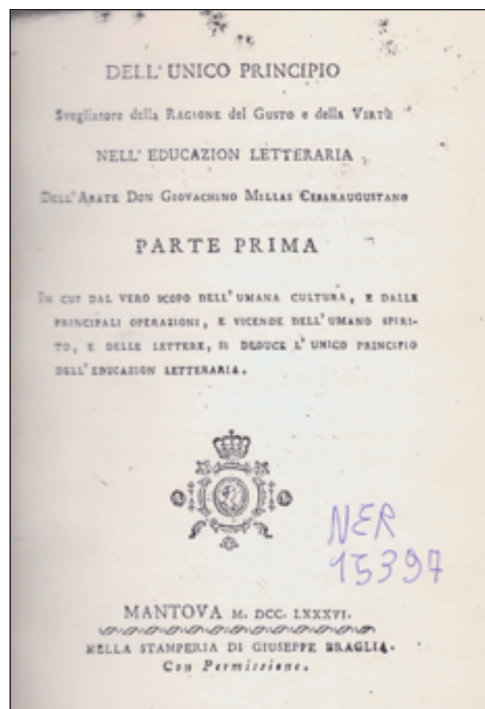 DELL' UNICO PRINCIPIO
Svegliatore della RAGIONE del GUSTO e della VIRTÙ
NELL' EDUCAZION LETTERARIA
DELL' ABATE DON GIOVACHINO MILLAS CESARAUGUSTANO
PARTE PRIMA
IN CUI DAL VERO SCOPO DELL' UMANA CULTURA, E DALLE
PRINCIPALI OPERAZIONI, E VICENDE DELL' UMANO SPIRI-
TO, E DELLE LETTERE, SI DEDUCE L' UNICO PRINCIPIO
DELL' EDUCAZION LETTERARIA.
NER
15397
MANTOVA M. DCC. LXXXVI.
NELLA STAMPERIA DI GIUSEPPE BRAGLIA.
Con Permissione.